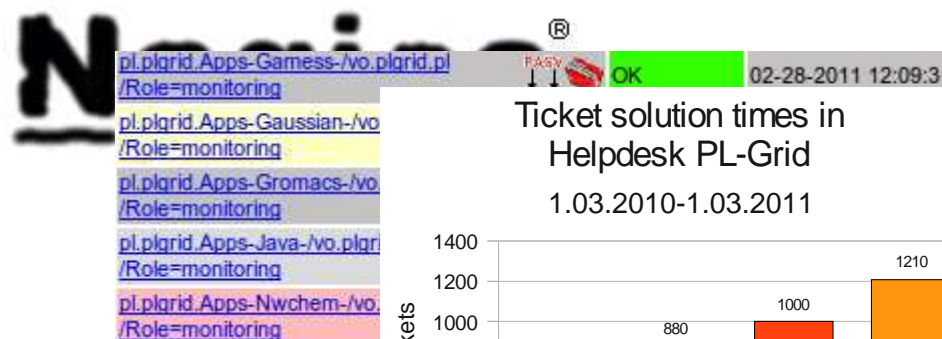 ®
pl.plgrid.Apps-Gamess-/vo.plgrid.pl
/Role=monitoring
OK
02-28-2011 12:09:3
pl.plgrid.Apps-Gaussian-/vo
/Role=monitoring
pl.plgrid.Apps-Gromacs-/vo.
/Role=monitoring
pl.plgrid.Apps-Java-/vo.plgri
/Role=monitoring
pl.plgrid.Apps-Nwchem-/vo.
/Role=monitoring
Ticket solution times in
Helpdesk PL-Grid
1.03.2010-1.03.2011
1400
1200
1000
880
1000
1210